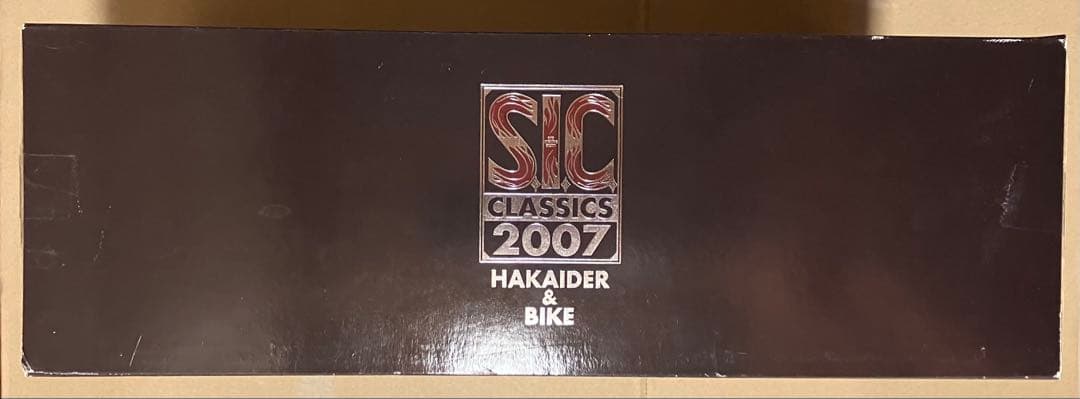 S.I.C.
CLASSICS
2007
HAKAIDER
&
BIKE